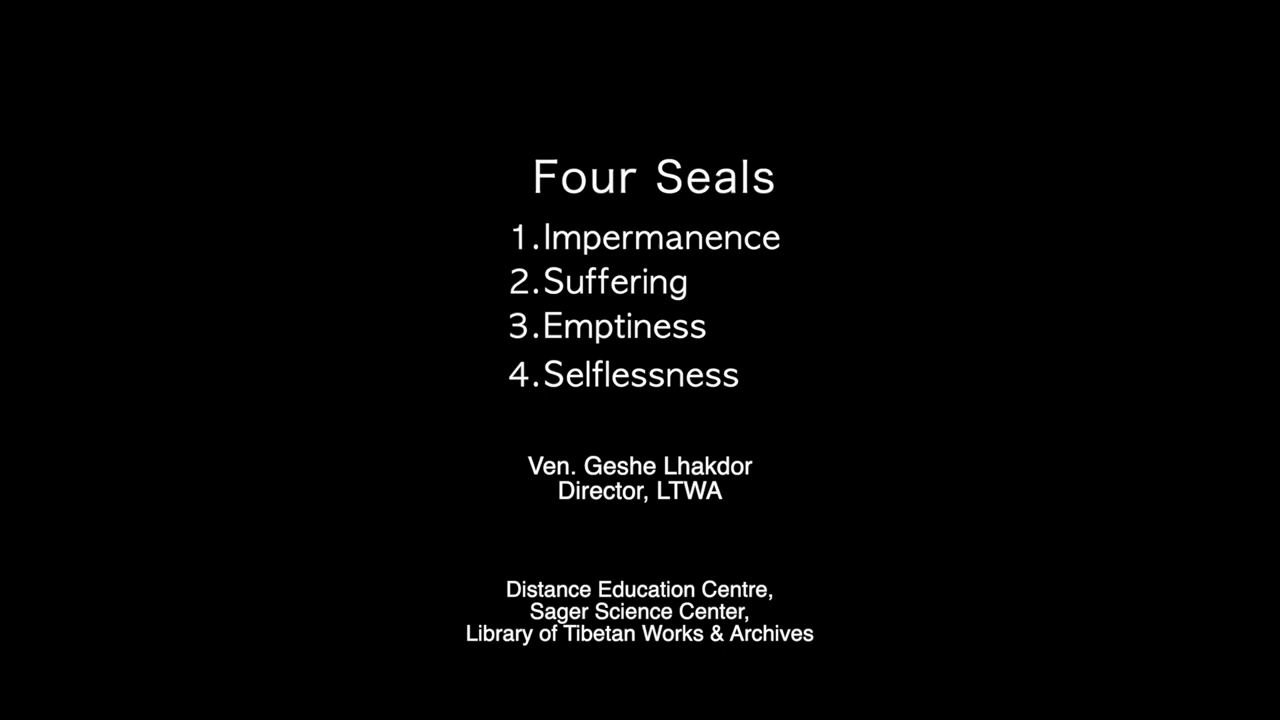 Four Seals
1.Impermanence
2.Suffering
3.Emptiness
4.Selflessness
Ven. Geshe Lhakdor
Director, LTWA
Distance Education Centre,
Sager Science Center,
Library of Tibetan Works & Archives